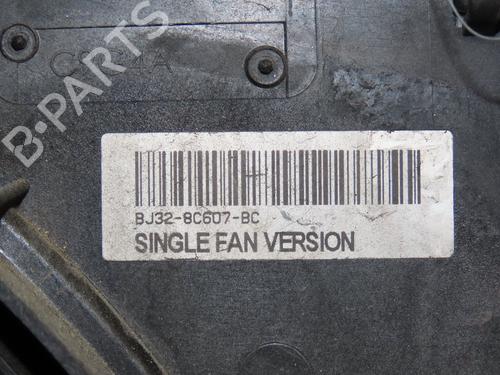 B-PARTS
BJ32-8C607-BC
SINGLE FAN VERSION